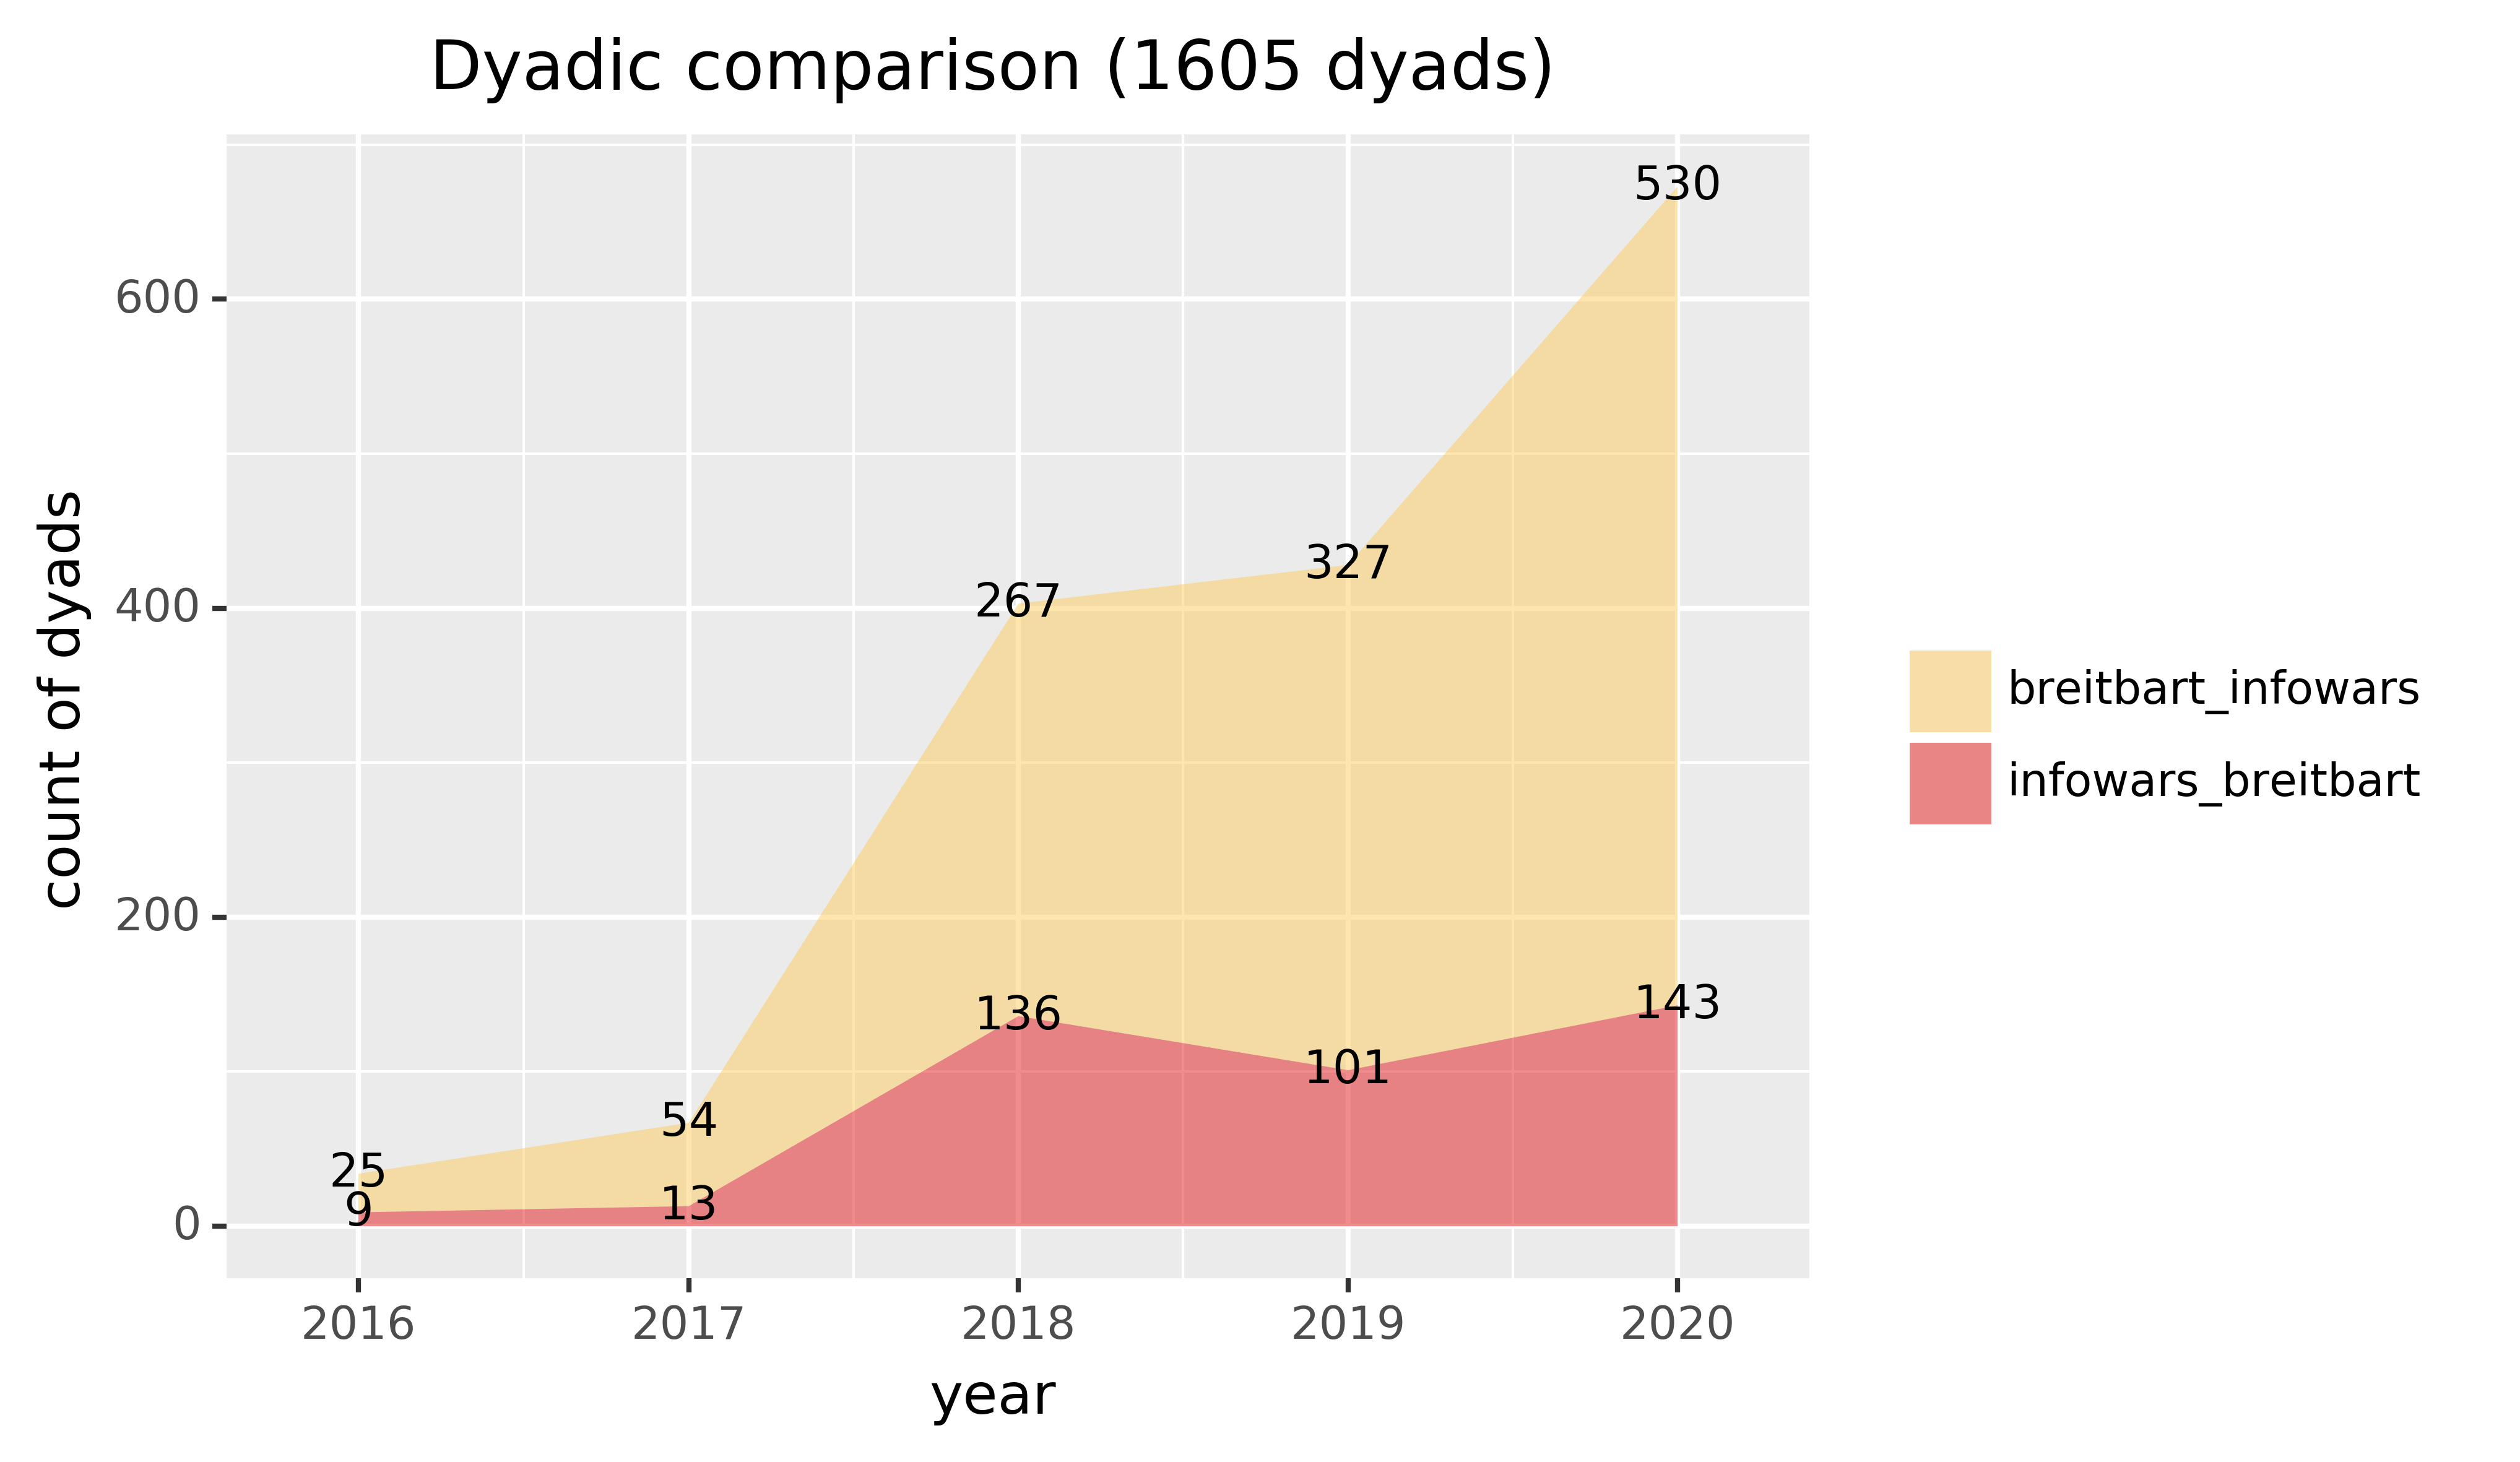 Dyadic comparison (1605 dyads)
count of dyads
600
400
200
0
530
327
267
143
136
101
54
25
13
9
2016 2017 2018 2019 2020
year
breitbart_infowars
infowars_breitbart